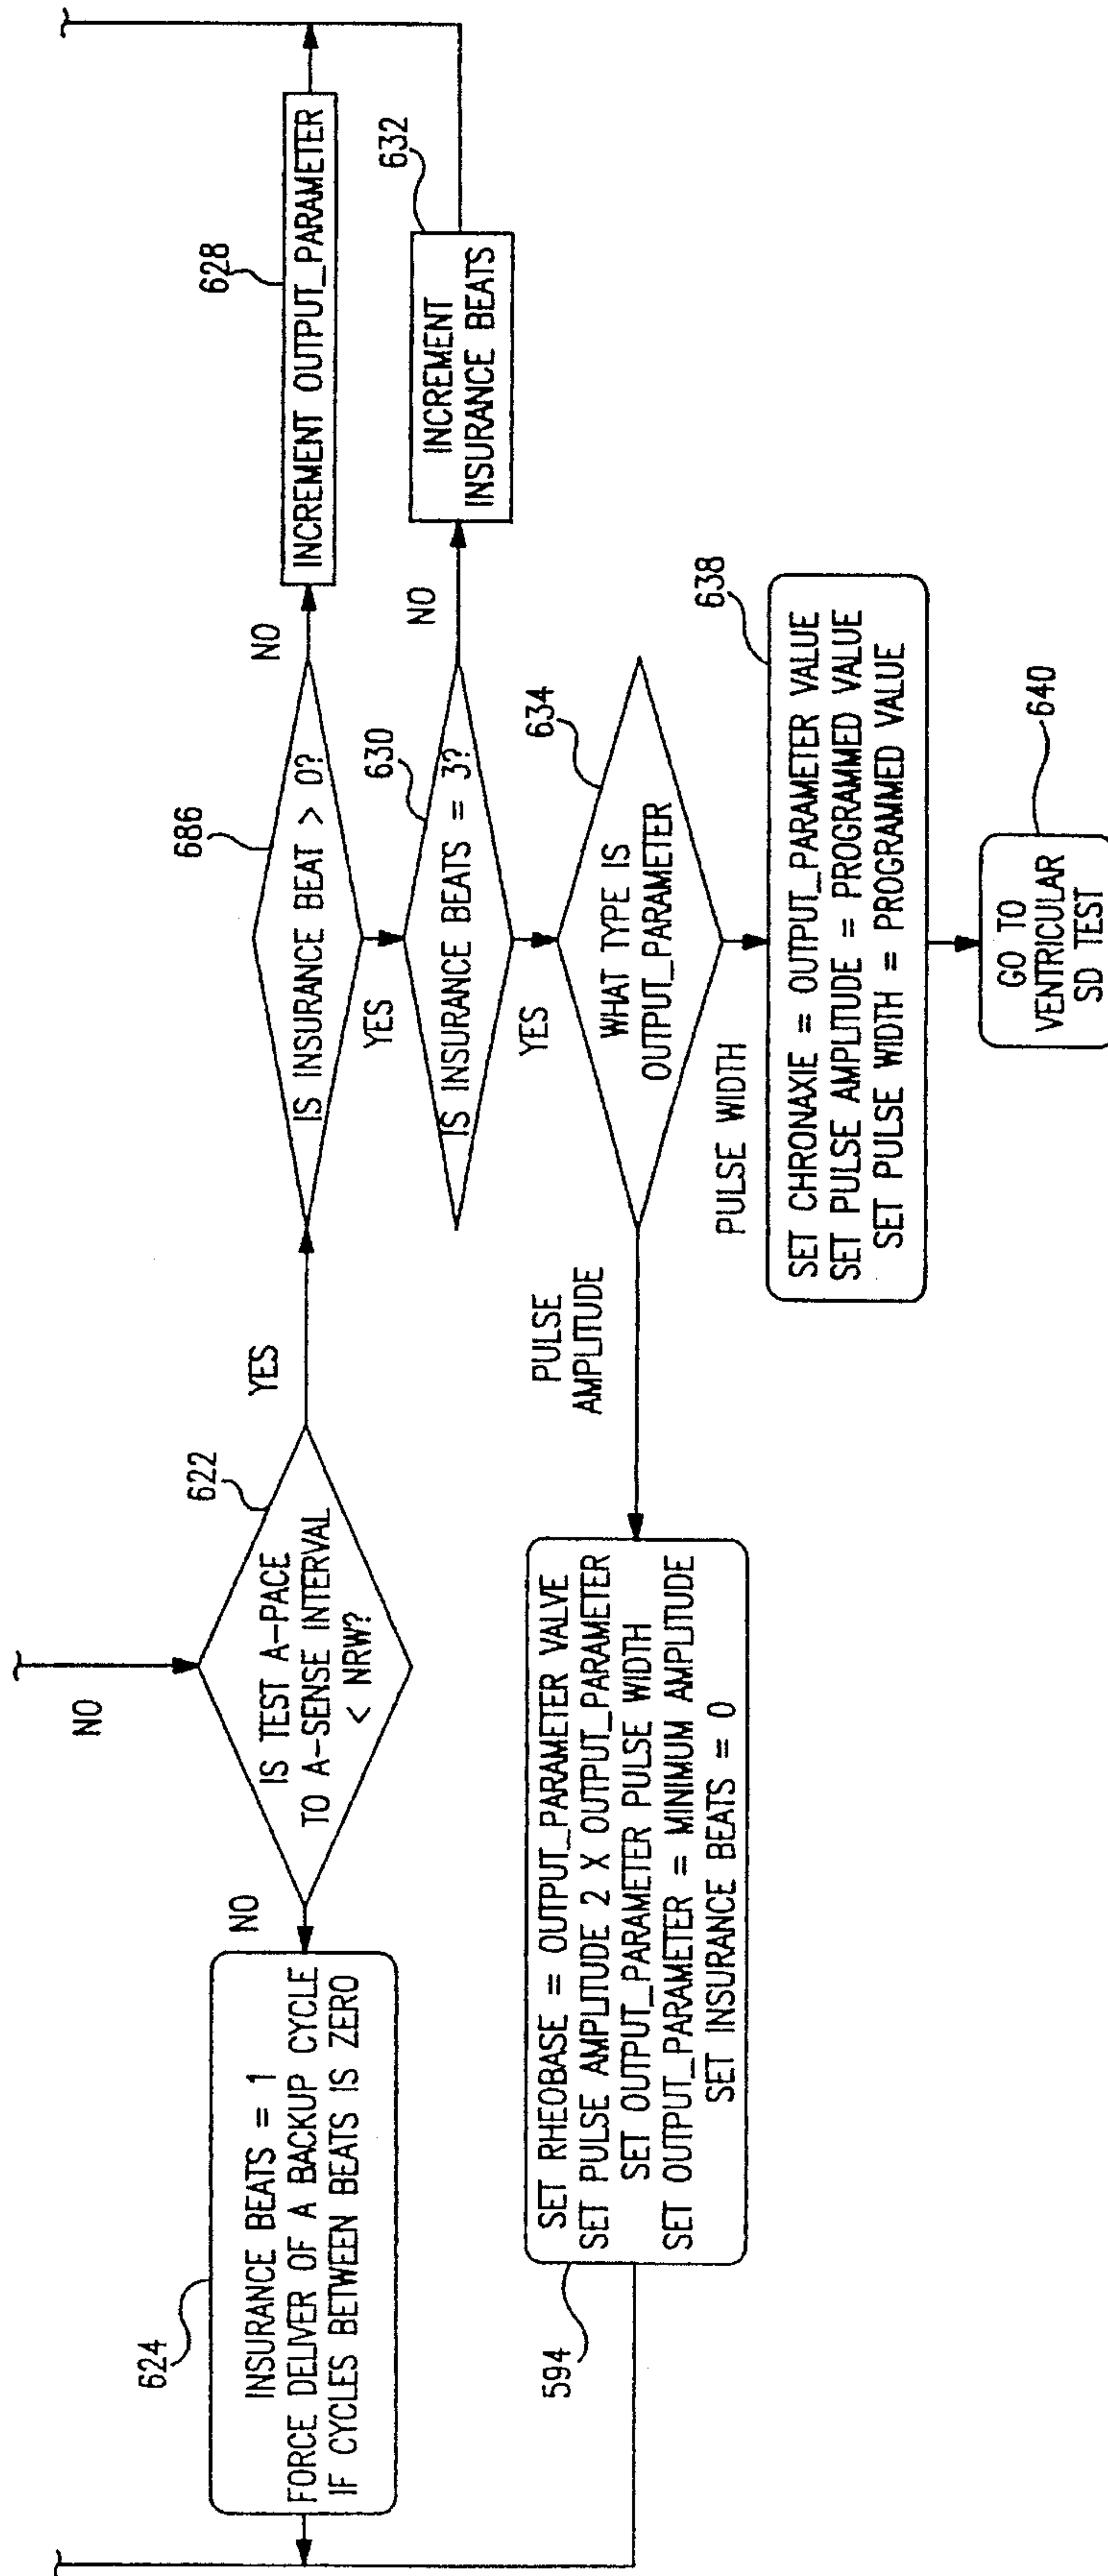 NO
622
IS TEST A-PACE
TO A-SENSE INTERVAL
< NRW?
NO
YES
624
INSURANCE BEATS = 1
FORCE DELIVER OF A BACKUP CYCLE
IF CYCLES BETWEEN BEATS IS ZERO
686
IS INSURANCE BEAT > 0?
NO
628
INCREMENT OUTPUT_PARAMETER
YES
630
IS INSURANCE BEATS = 3?
NO
632
INCREMENT
INSURANCE BEATS
YES
634
WHAT TYPE IS
OUTPUT_PARAMETER
PULSE
AMPLITUDE
PULSE WIDTH
594
SET RHEOBASE = OUTPUT_PARAMETER VALVE
SET PULSE AMPLITUDE 2 X OUTPUT_PARAMETER
SET OUTPUT_PARAMETER PULSE WIDTH
SET OUTPUT_PARAMETER = MINIMUM AMPLITUDE
SET INSURANCE BEATS = 0
638
SET CHRONAXIE = OUTPUT_PARAMETER VALUE
SET PULSE AMPLITUDE = PROGRAMMED VALUE
SET PULSE WIDTH = PROGRAMMED VALUE
640
GO TO
VENTRICULAR
SD TEST